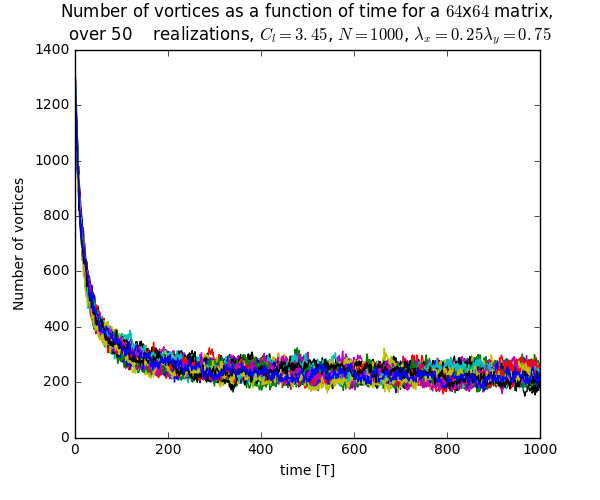 Number of vortices as a function of time for a 64x64 matrix,
over 50 realizations, C_l = 3.45, N = 1000, λ_x = 0.25λ_y = 0.75
1400
1200
1000
800
600
400
200
0
Number of vortices
0 200 400 600 800 1000
time [T]